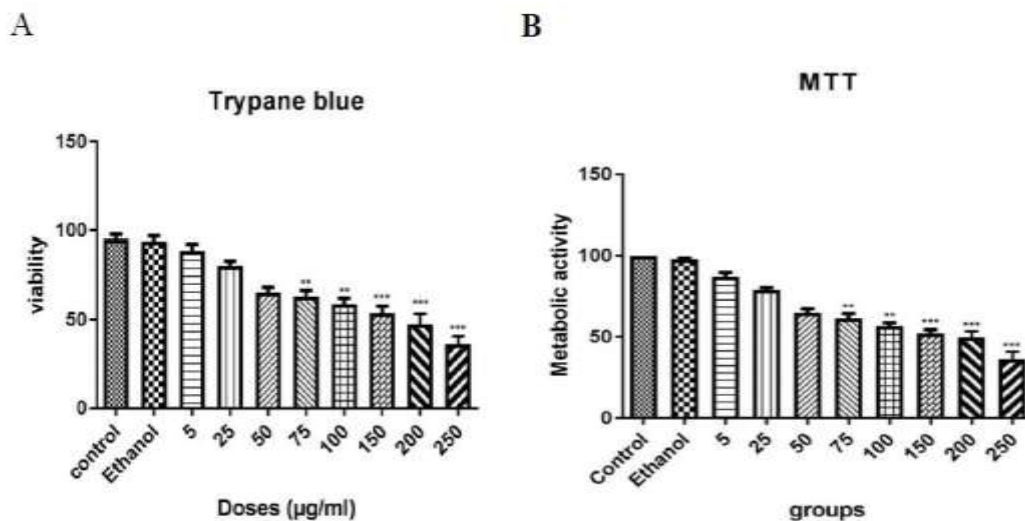 A
Trypane blue
viability
150
100
50
0
** ** *** *** ***
control Ethanol 5 25 50 75 100 150 200 250
Doses (µg/ml)
B
MTT
Metabolic activity
150
100
50
0
** ** *** *** ***
Control Ethanol 5 25 50 75 100 150 200 250
groups